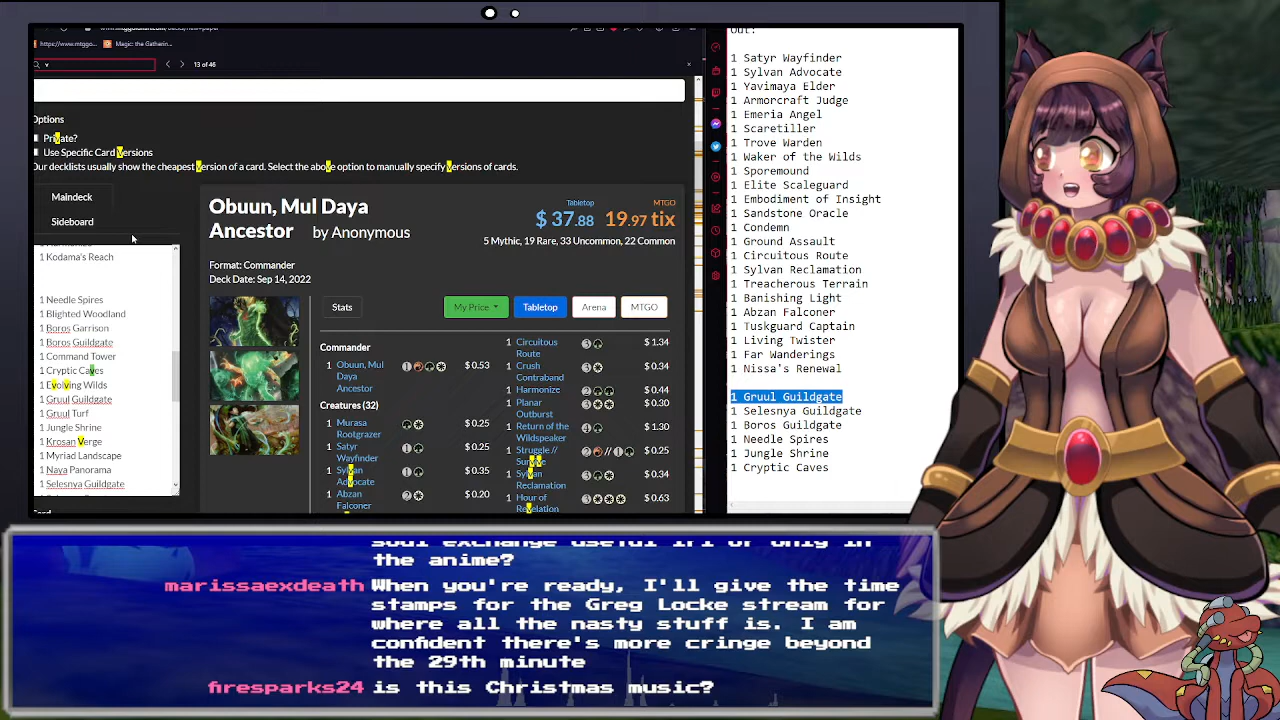 https://www.mtggo... Magic: the Gatherin...
v 13 of 46
Options
Private?
Use Specific Card Versions
Our decklists usually show the cheapest version of a card. Select the above option to manually specify versions of cards.
Maindeck
Sideboard
1 Kodama's Reach
1 Needle Spires
1 Blighted Woodland
1 Boros Garrison
1 Boros Guildgate
1 Command Tower
1 Cryptic Caves
1 Evolving Wilds
1 Gruul Guildgate
1 Gruul Turf
1 Jungle Shrine
1 Krosan Verge
1 Myriad Landscape
1 Naya Panorama
1 Selesnya Guildgate
Obuun, Mul Daya
Ancestor by Anonymous
Tabletop
$ 37.88
MTGO
19.97 tix
5 Mythic, 19 Rare, 33 Uncommon, 22 Common
Format: Commander
Deck Date: Sep 14, 2022
Stats
My Price
Tabletop
Arena
MTGO
Commander
1 Obuun, Mul
Daya
Ancestor
$ 0.53
Creatures (32)
1 Murasa
Rootgrazer
$ 0.25
1 Satyr
Wayfinder
$ 0.25
1 Sylvan
Advocate
$ 0.35
1 Abzan
Falconer
$ 0.20
1 Circuitous
Route
$ 1.34
1 Crush
Contraband
$ 0.34
1 Harmonize
$ 0.44
1 Planar
Outburst
$ 0.30
1 Return of the
Wildspeaker
$ 1.30
1 Struggle //
Survive
$ 0.25
1 Sylvan
Reclamation
$ 0.34
1 Hour of
Revelation
$ 0.63
Out:
1 Satyr Wayfinder
1 Sylvan Advocate
1 Yavimaya Elder
1 Armorcraft Judge
1 Emeria Angel
1 Scaretiller
1 Trove Warden
1 Waker of the Wilds
1 Sporemound
1 Elite Scaleguard
1 Embodiment of Insight
1 Sandstone Oracle
1 Condemn
1 Ground Assault
1 Circuitous Route
1 Sylvan Reclamation
1 Treacherous Terrain
1 Banishing Light
1 Abzan Falconer
1 Tuskguard Captain
1 Living Twister
1 Far Wanderings
1 Nissa's Renewal
1 Gruul Guildgate
1 Selesnya Guildgate
1 Boros Guildgate
1 Needle Spires
1 Jungle Shrine
1 Cryptic Caves
soul exchange useful irl or only in
the anime?
marissaexdeath When you're ready, I'll give the time
stamps for the Greg Locke stream for
where all the nasty stuff is. I am
confident there's more cringe beyond
the 29th minute
firesparks24 is this Christmas music?